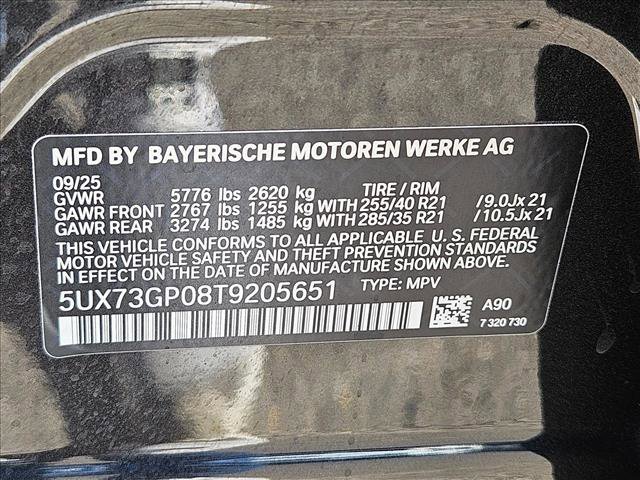 MFD BY BAYERISCHE MOTOREN WERKE AG
09/25 TIRE / RIM
GVWR 5776 lbs 2620 kg
GAWR FRONT 2767 lbs 1255 kg WITH 255/40 R21 /9.0Jx 21
GAWR REAR 3274 lbs 1485 kg WITH 285/35 R21 /10.5Jx 21
THIS VEHICLE CONFORMS TO ALL APPLICABLE U. S. FEDERAL
MOTOR VEHICLE SAFETY AND THEFT PREVENTION STANDARDS
IN EFFECT ON THE DATE OF MANUFACTURE SHOWN ABOVE.
5UX73GP08T9205651 TYPE: MPV
A90
7 320 730